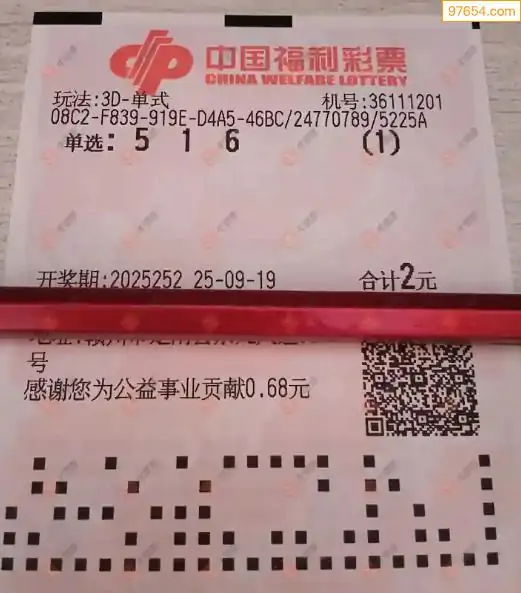 97654.com
中国福利彩票
CHINA WELFARE LOTTERY
玩法:3D-单式 机号:36111201
08C2-F839-919E-D4A5-46BC/24770789/5225A
单选: 5 1 6 (1)
开奖期:2025252 25-09-19 合计2元
号
感谢您为公益事业贡献0.68元